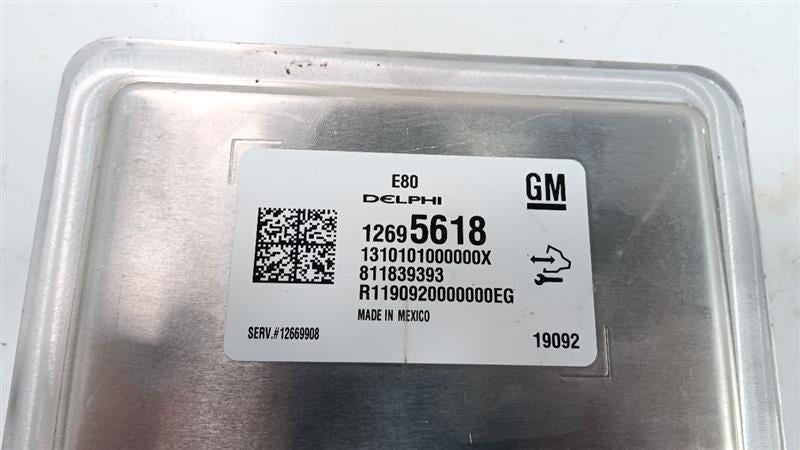 E80
DELPHI
GM
12695618
1310101000000X
811839393
R1190920000000EG
MADE IN MEXICO
SERV.#12669908
19092